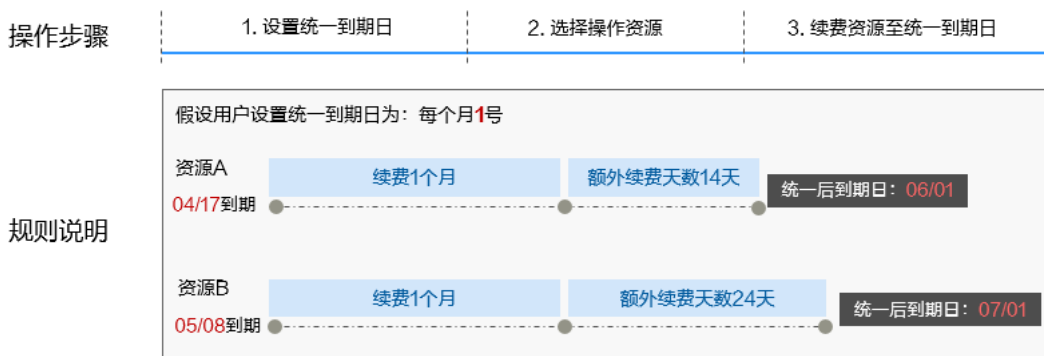 操作步骤
1. 设置统一到期日
2. 选择操作资源
3. 续费资源至统一到期日
规则说明
假设用户设置统一到期日为：每个月1号
资源A
04/17到期
续费1个月
额外续费天数14天
统一后到期日：06/01
资源B
05/08到期
续费1个月
额外续费天数24天
统一后到期日：07/01